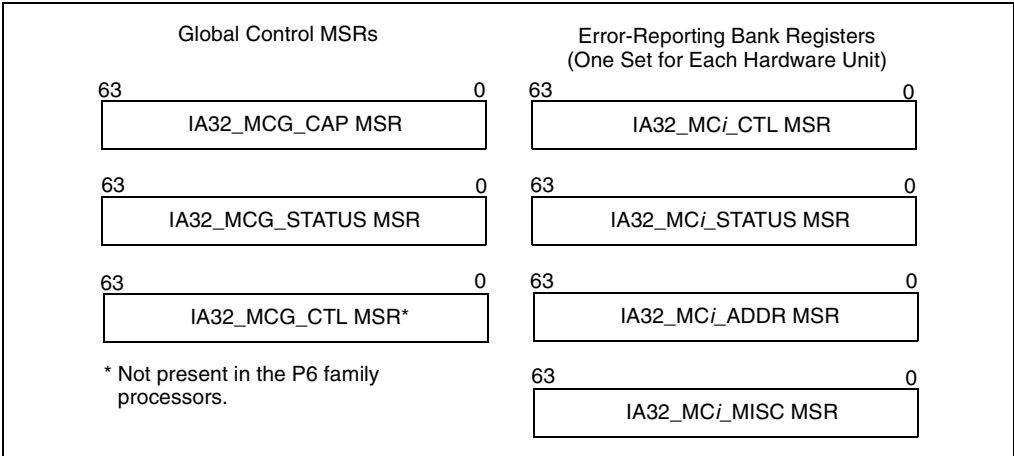 Global Control MSRs
63 0
IA32_MCG_CAP MSR
63 0
IA32_MCG_STATUS MSR
63 0
IA32_MCG_CTL MSR*
* Not present in the P6 family
processors.
Error-Reporting Bank Registers
(One Set for Each Hardware Unit)
63 0
IA32_MCi_CTL MSR
63 0
IA32_MCi_STATUS MSR
63 0
IA32_MCi_ADDR MSR
63 0
IA32_MCi_MISC MSR